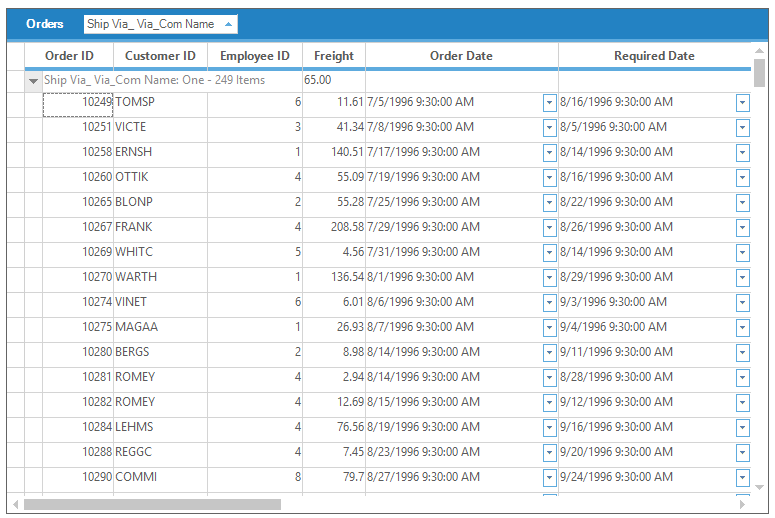 Orders Ship Via_ Via_Com Name
Order ID Customer ID Employee ID Freight Order Date Required Date
Ship Via_ Via_Com Name: One - 249 Items 65.00
10249 TOMSP 6 11.61 7/5/1996 9:30:00 AM 8/16/1996 9:30:00 AM
10251 VICTE 3 41.34 7/8/1996 9:30:00 AM 8/5/1996 9:30:00 AM
10258 ERNSH 1 140.51 7/17/1996 9:30:00 AM 8/14/1996 9:30:00 AM
10260 OTTIK 4 55.09 7/19/1996 9:30:00 AM 8/16/1996 9:30:00 AM
10265 BLONP 2 55.28 7/25/1996 9:30:00 AM 8/22/1996 9:30:00 AM
10267 FRANK 4 208.58 7/29/1996 9:30:00 AM 8/26/1996 9:30:00 AM
10269 WHITC 5 4.56 7/31/1996 9:30:00 AM 8/14/1996 9:30:00 AM
10270 WARTH 1 136.54 8/1/1996 9:30:00 AM 8/29/1996 9:30:00 AM
10274 VINET 6 6.01 8/6/1996 9:30:00 AM 9/3/1996 9:30:00 AM
10275 MAGAA 1 26.93 8/7/1996 9:30:00 AM 9/4/1996 9:30:00 AM
10280 BERGS 2 8.98 8/14/1996 9:30:00 AM 9/11/1996 9:30:00 AM
10281 ROMEY 4 2.94 8/14/1996 9:30:00 AM 8/28/1996 9:30:00 AM
10282 ROMEY 4 12.69 8/15/1996 9:30:00 AM 9/12/1996 9:30:00 AM
10284 LEHMS 4 76.56 8/19/1996 9:30:00 AM 9/16/1996 9:30:00 AM
10288 REGGC 4 7.45 8/23/1996 9:30:00 AM 9/20/1996 9:30:00 AM
10290 COMMI 8 79.7 8/27/1996 9:30:00 AM 9/24/1996 9:30:00 AM